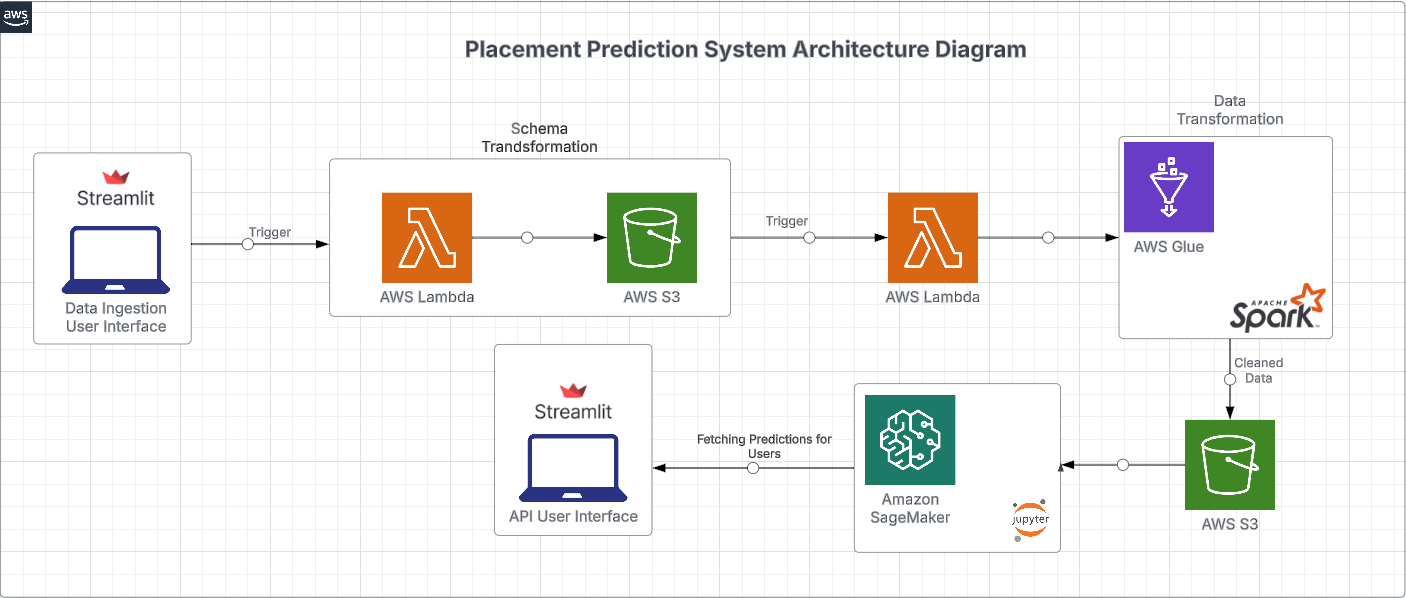 aws
Placement Prediction System Architecture Diagram
Streamlit
Data Ingestion
User Interface
Trigger
Schema
Trandsformation
AWS Lambda
AWS S3
Trigger
AWS Lambda
Data
Transformation
AWS Glue
APACHE
Spark
TM
Cleaned
Data
AWS S3
Amazon
SageMaker
jupyter
Fetching Predictions for
Users
Streamlit
API User Interface